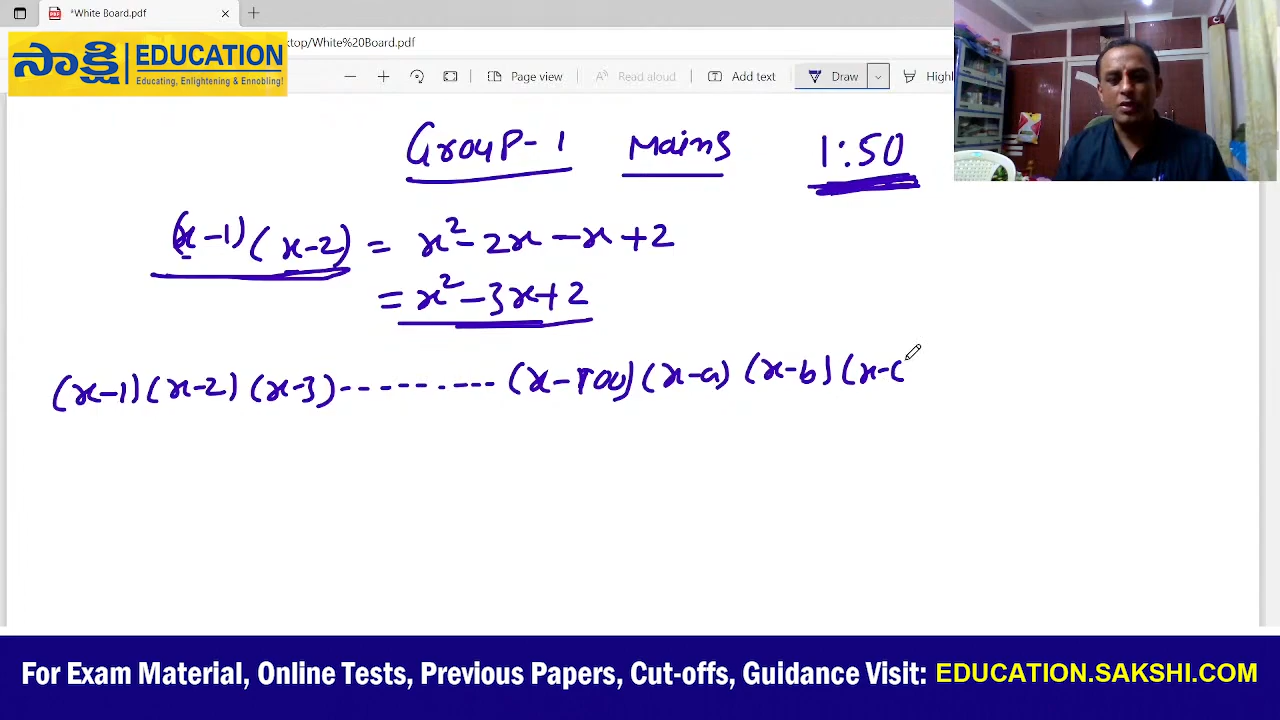 *White Board.pdf
ktop/White%20Board.pdf
సాక్షి EDUCATION
Educating, Enlightening & Ennobling!
Page view
Read aloud
Add text
Draw
Highl
GrouP-1 Mains 1:50
(x-1)(x-2) = x²-2x-x+2
= x²-3x+2
(x-1)(x-2)(x-3)----------(x-100)(x-a)(x-b)(x-c
For Exam Material, Online Tests, Previous Papers, Cut-offs, Guidance Visit: EDUCATION.SAKSHI.COM